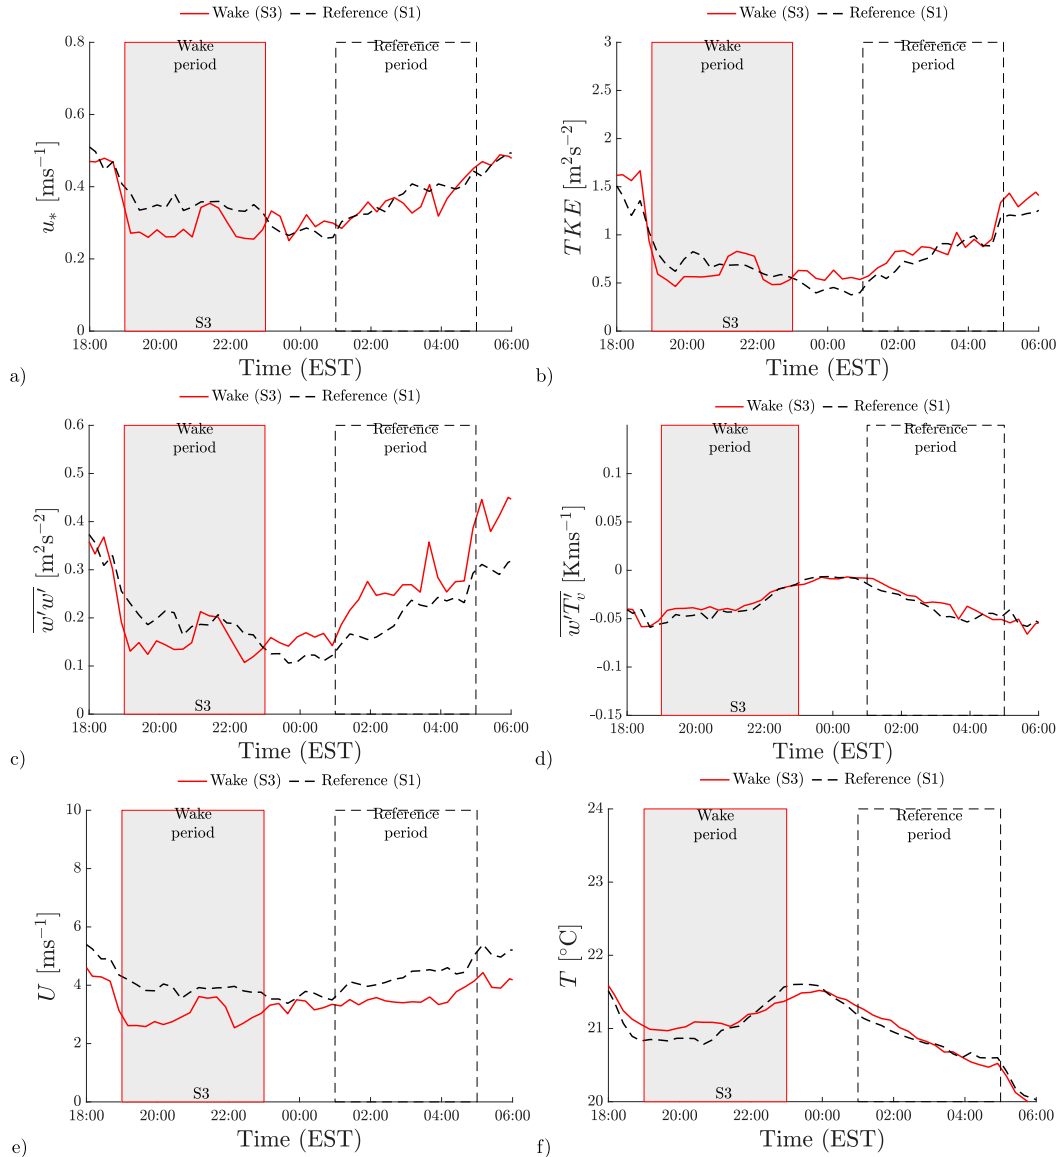 Wake (S3) Reference (S1)
0.8
0.6
0.4
0.2
0
u* [ms−1]
Wake
period
Reference
period
S3
18:00 20:00 22:00 00:00 02:00 04:00 06:00
Time (EST)
a)
Wake (S3) Reference (S1)
3
2.5
2
1.5
1
0.5
0
TKE [m2s−2]
Wake
period
Reference
period
S3
18:00 20:00 22:00 00:00 02:00 04:00 06:00
Time (EST)
b)
Wake (S3) Reference (S1)
0.6
0.5
0.4
0.3
0.2
0.1
0
w′w′ [m2s−2]
Wake
period
Reference
period
S3
18:00 20:00 22:00 00:00 02:00 04:00 06:00
Time (EST)
c)
Wake (S3) Reference (S1)
0.1
0.05
0
-0.05
-0.1
-0.15
w′T′v [Kms−1]
Wake
period
Reference
period
S3
18:00 20:00 22:00 00:00 02:00 04:00 06:00
Time (EST)
d)
Wake (S3) Reference (S1)
10
8
6
4
2
0
U [ms−1]
Wake
period
Reference
period
S3
18:00 20:00 22:00 00:00 02:00 04:00 06:00
Time (EST)
e)
Wake (S3) Reference (S1)
24
23
22
21
20
T [°C]
Wake
period
Reference
period
S3
18:00 20:00 22:00 00:00 02:00 04:00 06:00
Time (EST)
f)